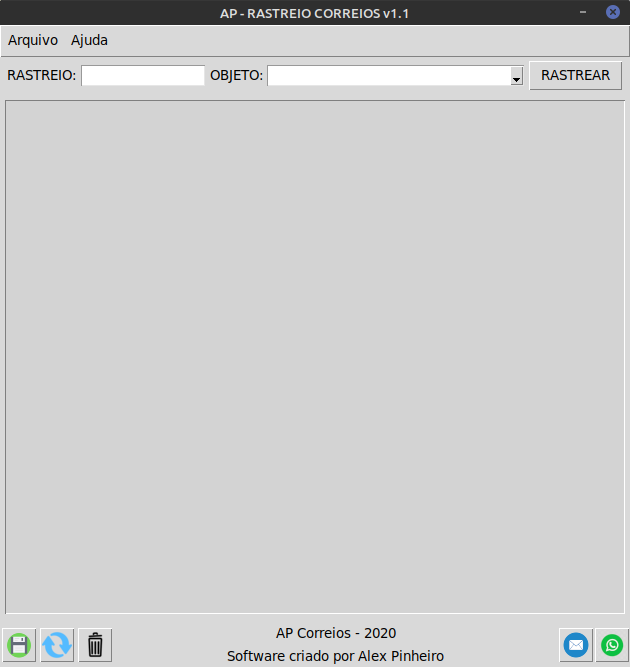 AP - RASTREIO CORREIOS v1.1
Arquivo Ajuda
RASTREIO: OBJETO: RASTREAR
AP Correios - 2020
Software criado por Alex Pinheiro